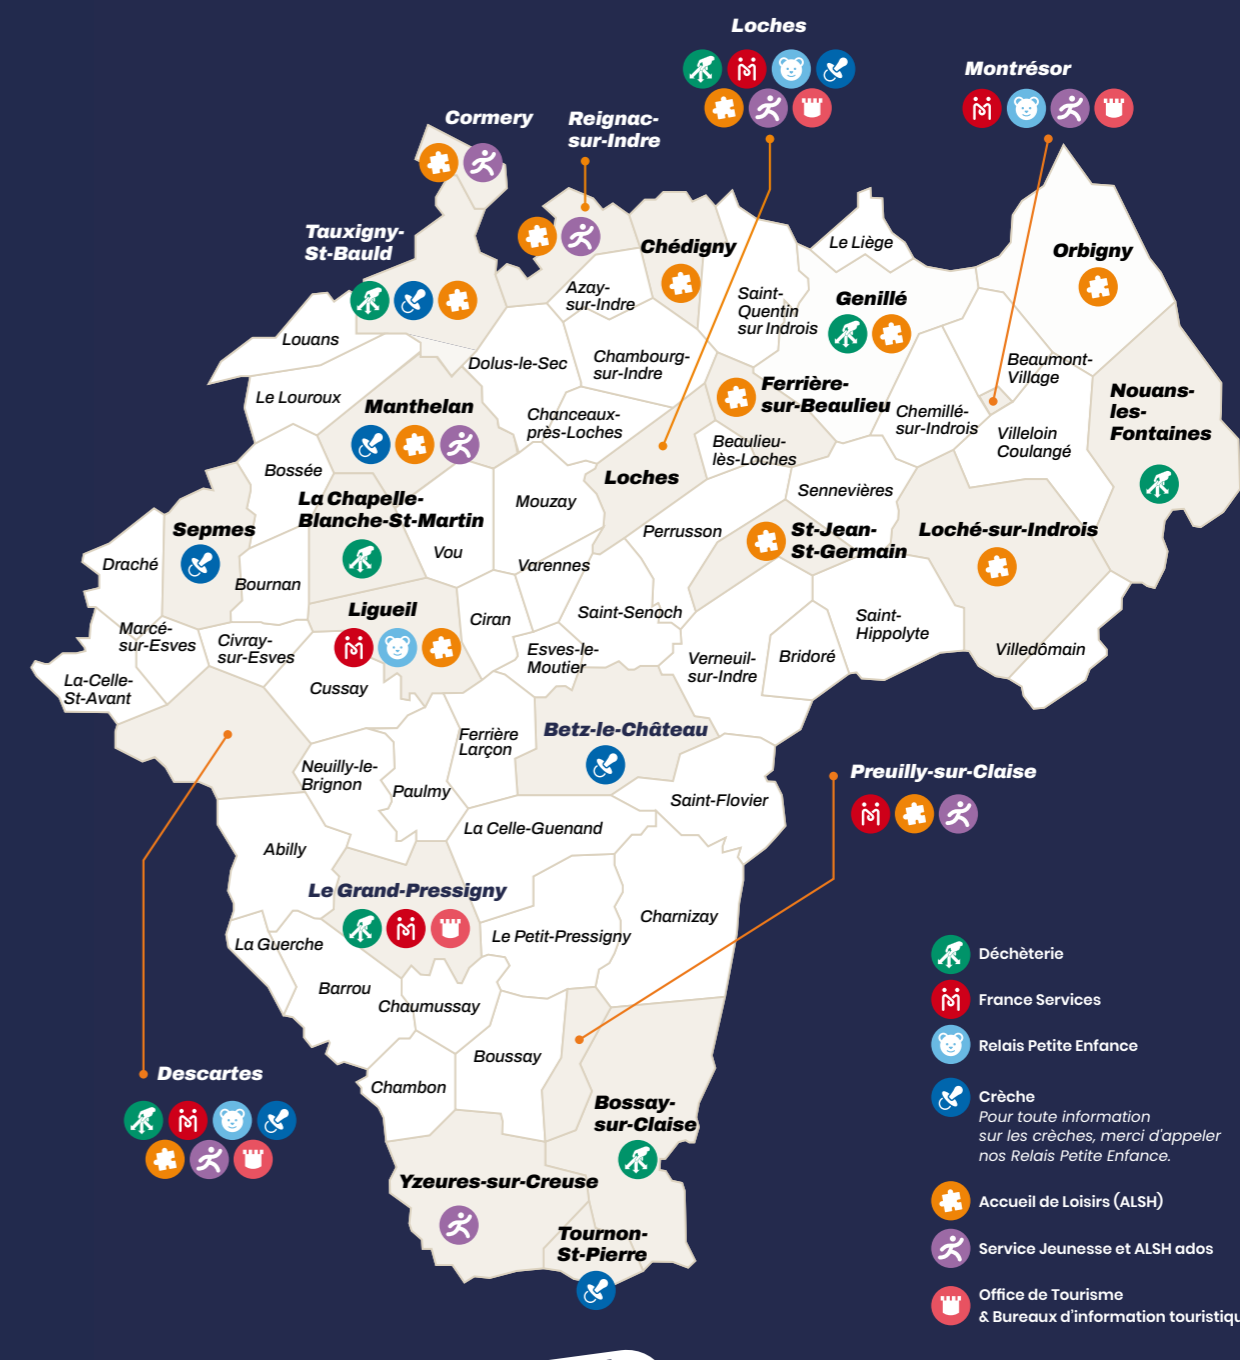 Loches
Montrésor
Cormery
Reignac-
sur-Indre
Tauxigny-
St-Bauld
Chédigny
Le Liège
Orbigny
Azay-
sur-Indre
Saint-
Quentin
sur Indrois
Genillé
Louans
Dolus-le-Sec
Chambourg-
sur-Indre
Beaumont-
Village
Le Louroux
Manthelan
Ferrière-
sur-Beaulieu
Nouans-
les-
Fontaines
Chanceaux-
près-Loches
Chemillé-
sur-Indrois
Beaulieu-
lès-Loches
Villeloin
Coulangé
Bossée
Loches
La Chapelle-
Blanche-St-Martin
Mouzay
Sennevières
Sepmes
Perrusson
St-Jean-
St-Germain
Loché-sur-Indrois
Draché
Vou
Varennes
Bournan
Ligueil
Ciran
Saint-Senoch
Saint-
Hippolyte
Marcé-
sur-Esves
Civray-
sur-Esves
Esves-le-
Moutier
Verneuil-
sur-Indre
Bridoré
Villedômain
La-Celle-
St-Avant
Cussay
Ferrière
Larçon
Betz-le-Château
Neuilly-le-
Brignon
Paulmy
Saint-Flovier
Preuilly-sur-Claise
La Celle-Guenand
Abilly
Le Grand-Pressigny
Charnizay
La Guerche
Le Petit-Pressigny
Barrou
Chaumussay
Boussay
Chambon
Descartes
Bossay-
sur-Claise
Yzeures-sur-Creuse
Tournon-
St-Pierre
Déchèterie
France Services
Relais Petite Enfance
Crèche
Pour toute information
sur les crèches, merci d'appeler
nos Relais Petite Enfance.
Accueil de Loisirs (ALSH)
Service Jeunesse et ALSH ados
Office de Tourisme
& Bureaux d'information touristiqu